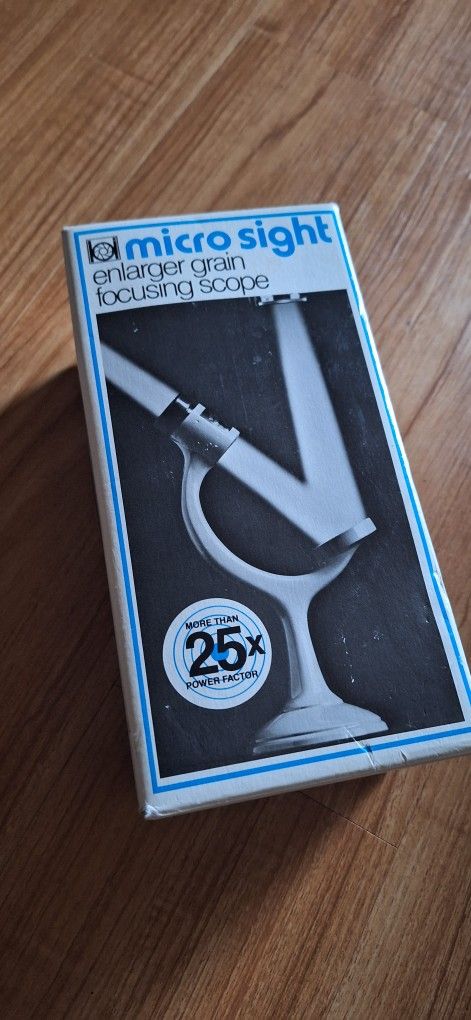 micro sight
enlarger grain
focusing scope
MORE THAN
25x
POWER FACTOR